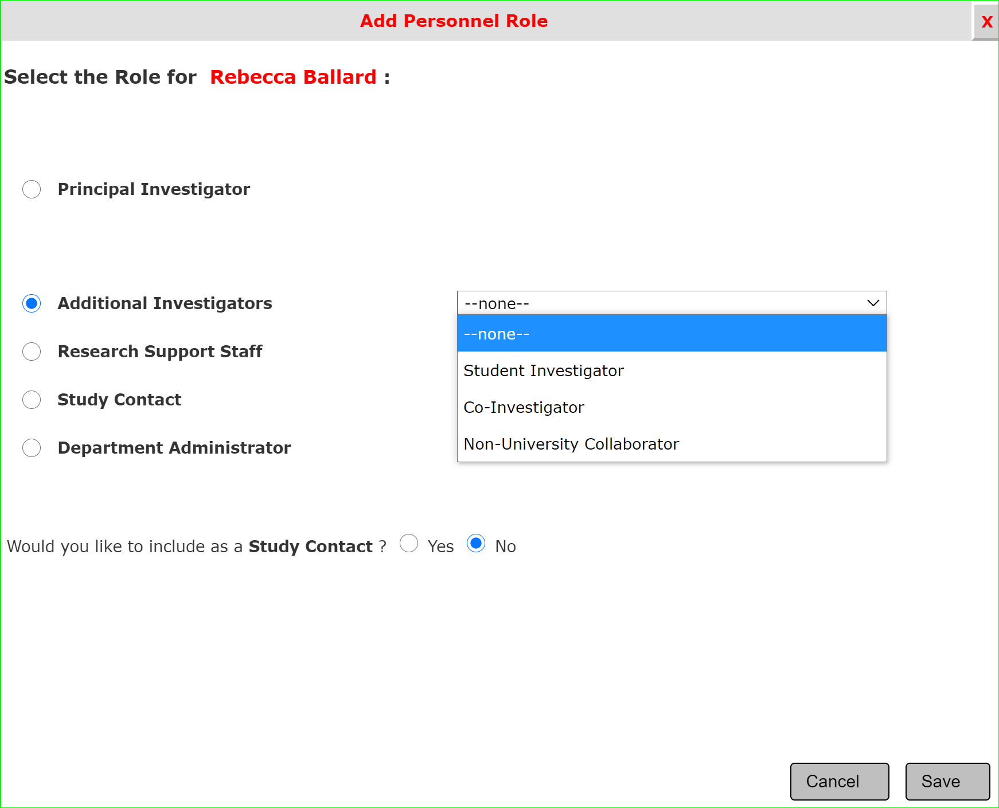 Add Personnel Role
X
Select the Role for Rebecca Ballard :
Principal Investigator
Additional Investigators
--none--
--none--
Student Investigator
Co-Investigator
Non-University Collaborator
Research Support Staff
Study Contact
Department Administrator
Would you like to include as a Study Contact ? Yes No
Cancel Save